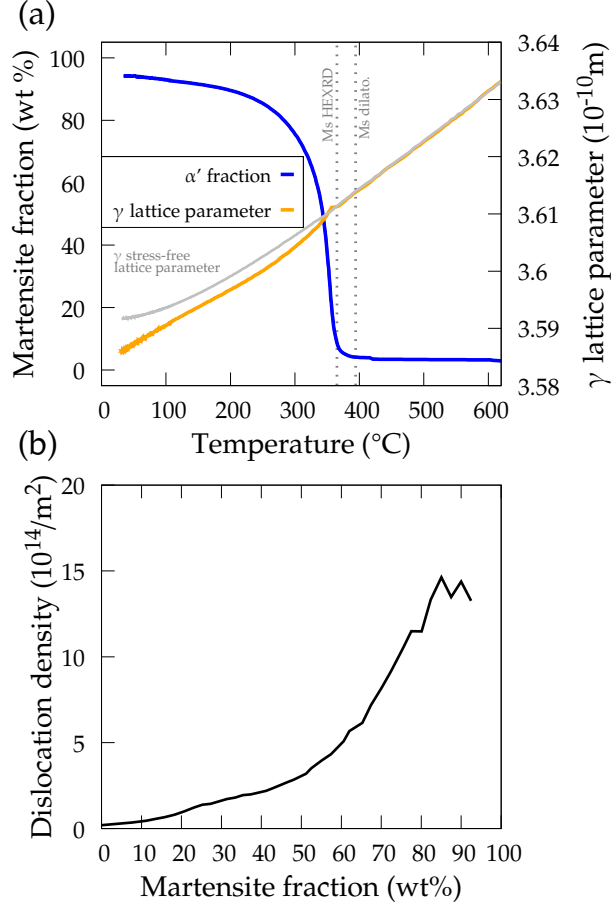 (a)
Martensite fraction (wt %)
100
80
60
40
20
0
3.64
3.63
3.62
3.61
3.6
3.59
3.58
γ lattice parameter (10-10m)
Ms HEXRD
Ms dilato.
α’ fraction
γ lattice parameter
γ stress-free
lattice parameter
0 100 200 300 400 500 600
Temperature (°C)
(b)
Dislocation density (1014/m2)
20
15
10
5
0
0 10 20 30 40 50 60 70 80 90 100
Martensite fraction (wt%)